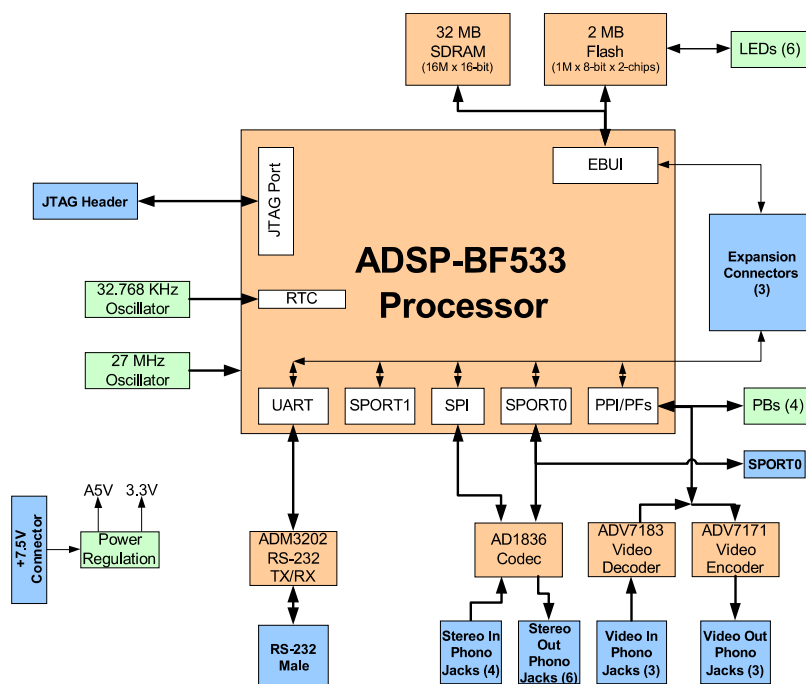 32 MB
SDRAM
(16M x 16-bit)
2 MB
Flash
(1M x 8-bit x 2-chips)
LEDs (6)
EBUI
JTAG Port
JTAG Header
ADSP-BF533
Processor
Expansion
Connectors
(3)
32.768 KHz
Oscillator
RTC
27 MHz
Oscillator
UART
SPORT1
SPI
SPORT0
PPI/PFs
PBs (4)
SPORT0
+7.5V
Connector
A5V
3.3V
Power
Regulation
ADM3202
RS-232
TX/RX
AD1836
Codec
ADV7183
Video
Decoder
ADV7171
Video
Encoder
RS-232
Male
Stereo In
Phono
Jacks (4)
Stereo
Out
Phono
Jacks (6)
Video In
Phono
Jacks (3)
Video Out
Phono
Jacks (3)